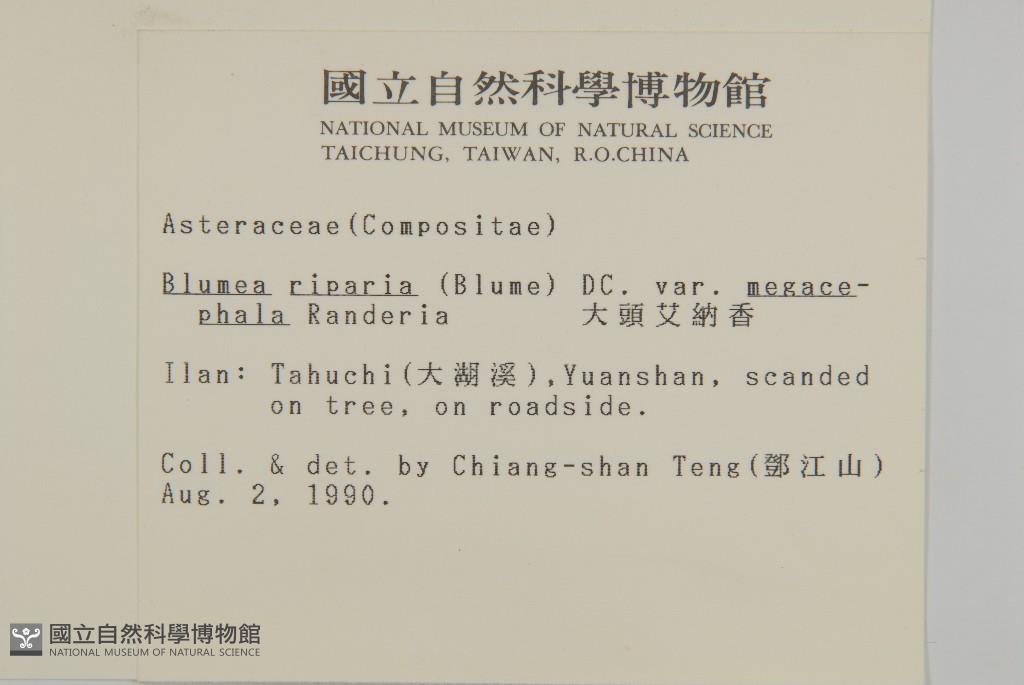 國立自然科學博物館
NATIONAL MUSEUM OF NATURAL SCIENCE
TAICHUNG, TAIWAN, R.O.CHINA
Asteraceae(Compositae)
Blumea riparia (Blume) DC. var. megace-
phala Randeria 大頭艾納香
Ilan: Tahuchi(大湖溪),Yuanshan, scanded
on tree, on roadside.
Coll. & det. by Chiang-shan Teng(鄧江山)
Aug. 2, 1990.
國立自然科學博物館
NATIONAL MUSEUM OF NATURAL SCIENCE